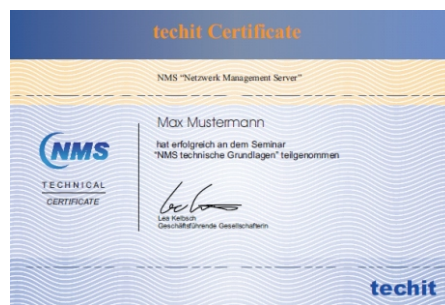 techit Certificate
NMS "Netzwerk Management Server"
Max Mustermann
hat erfolgreich an dem Seminar
"NMS technische Grundlagen" teilgenommen
NMS
TECHNICAL
CERTIFICATE
Lea Kelbsch
Geschäftsführende Gesellschafterin
techit